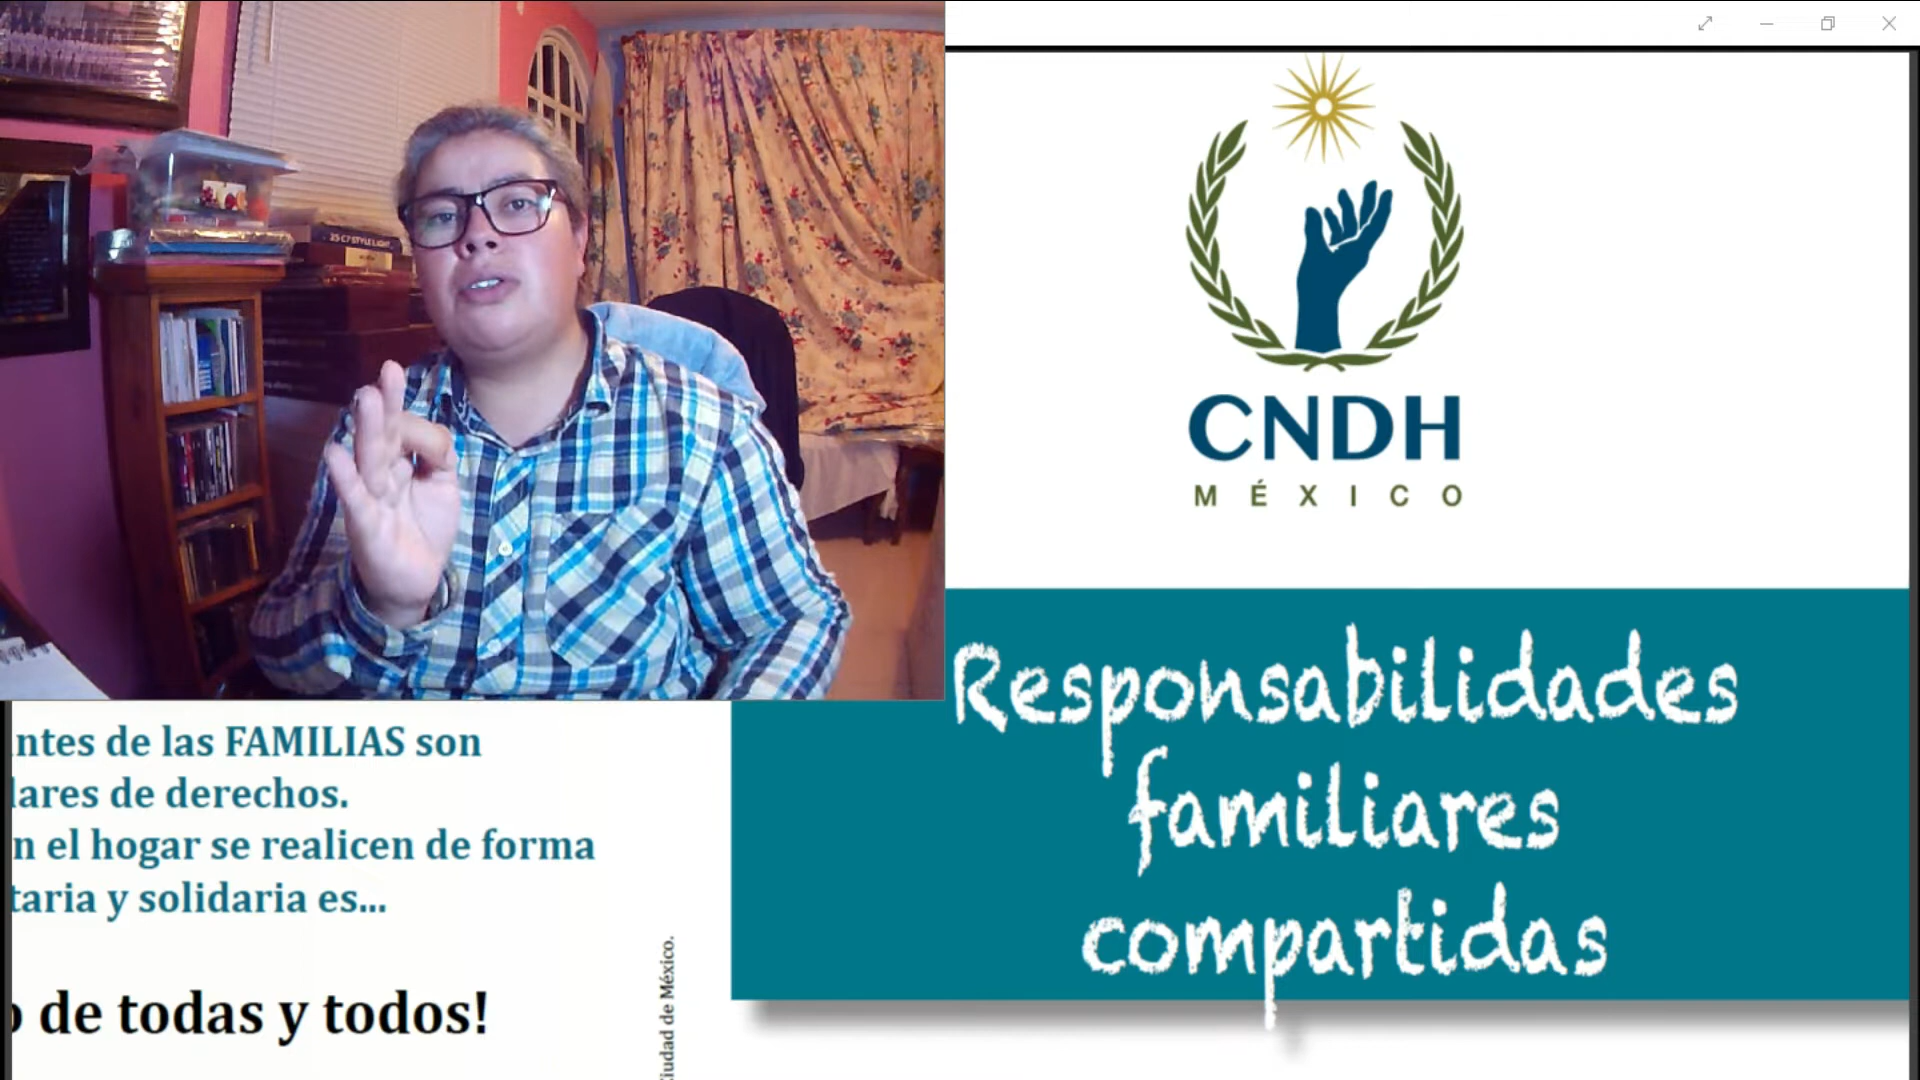 CNDH
MÉXICO
Responsabilidades
familiares
compartidas
ntes de las FAMILIAS son
lares de derechos.
n el hogar se realicen de forma
taria y solidaria es...
de todas y todos!
Ciudad de México.